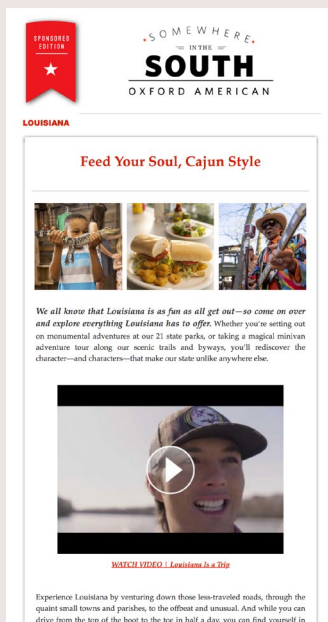 SPONSORED
EDITION
SOMEWHERE
IN THE
SOUTH
OXFORD AMERICAN
LOUISIANA
Feed Your Soul, Cajun Style
We all know that Louisiana is as fun as all get out—so come on over
and explore everything Louisiana has to offer. Whether you're setting out
on monumental adventures at our 21 state parks, or taking a magical minivan
adventure tour along our scenic trails and byways, you'll rediscover the
character—and characters—that make our state unlike anywhere else.
WATCH VIDEO | Louisiana Is a Trip
Experience Louisiana by venturing down those less-traveled roads, through the
quaint small towns and parishes, to the offbeat and unusual. And while you can
drive from the top of the boot to the toe in half a day, you can find yourself in